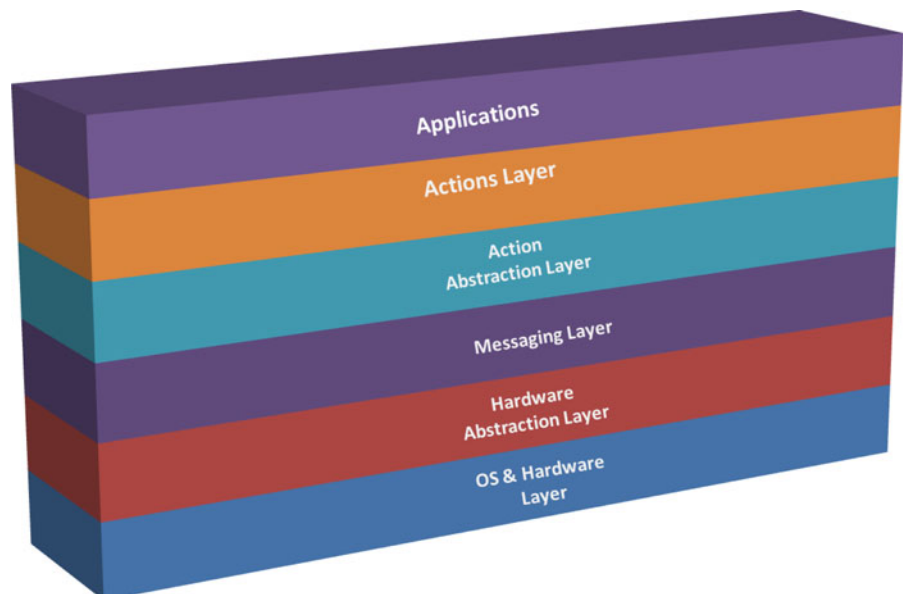 Applications
Actions Layer
Action
Abstraction Layer
Messaging Layer
Hardware
Abstraction Layer
OS & Hardware
Layer